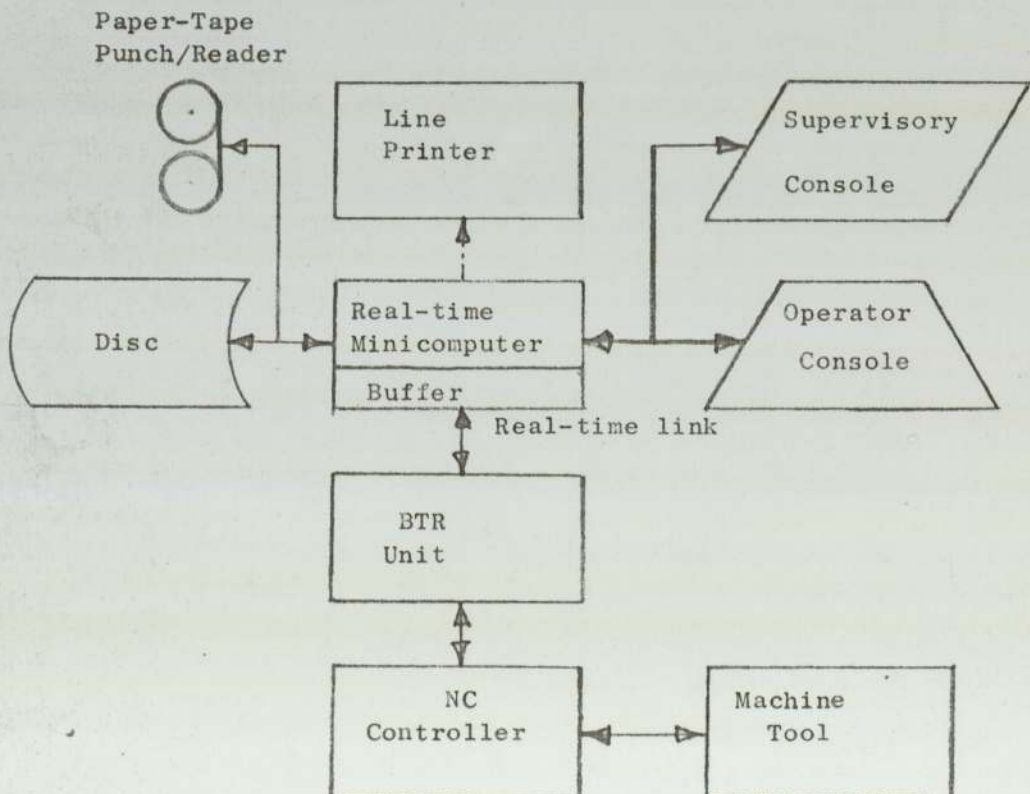 Paper-Tape
Punch/Reader
Line
Printer
Supervisory
Console
Disc
Real-time
Minicomputer
Buffer
Operator
Console
Real-time link
BTR
Unit
NC
Controller
Machine
Tool